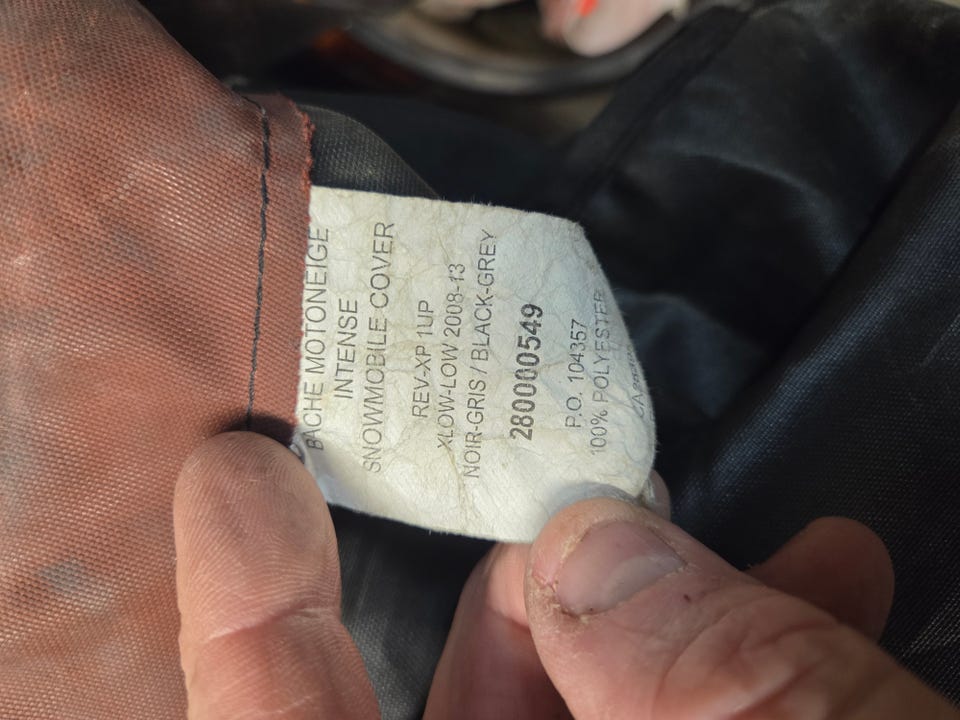 BÂCHE MOTONEIGE
INTENSE
SNOWMOBILE COVER
REV-XP 1UP
XLOW-LOW 2008-13
NOIR-GRIS / BLACK-GREY
280000549
P.O. 104357
100% POLYESTER